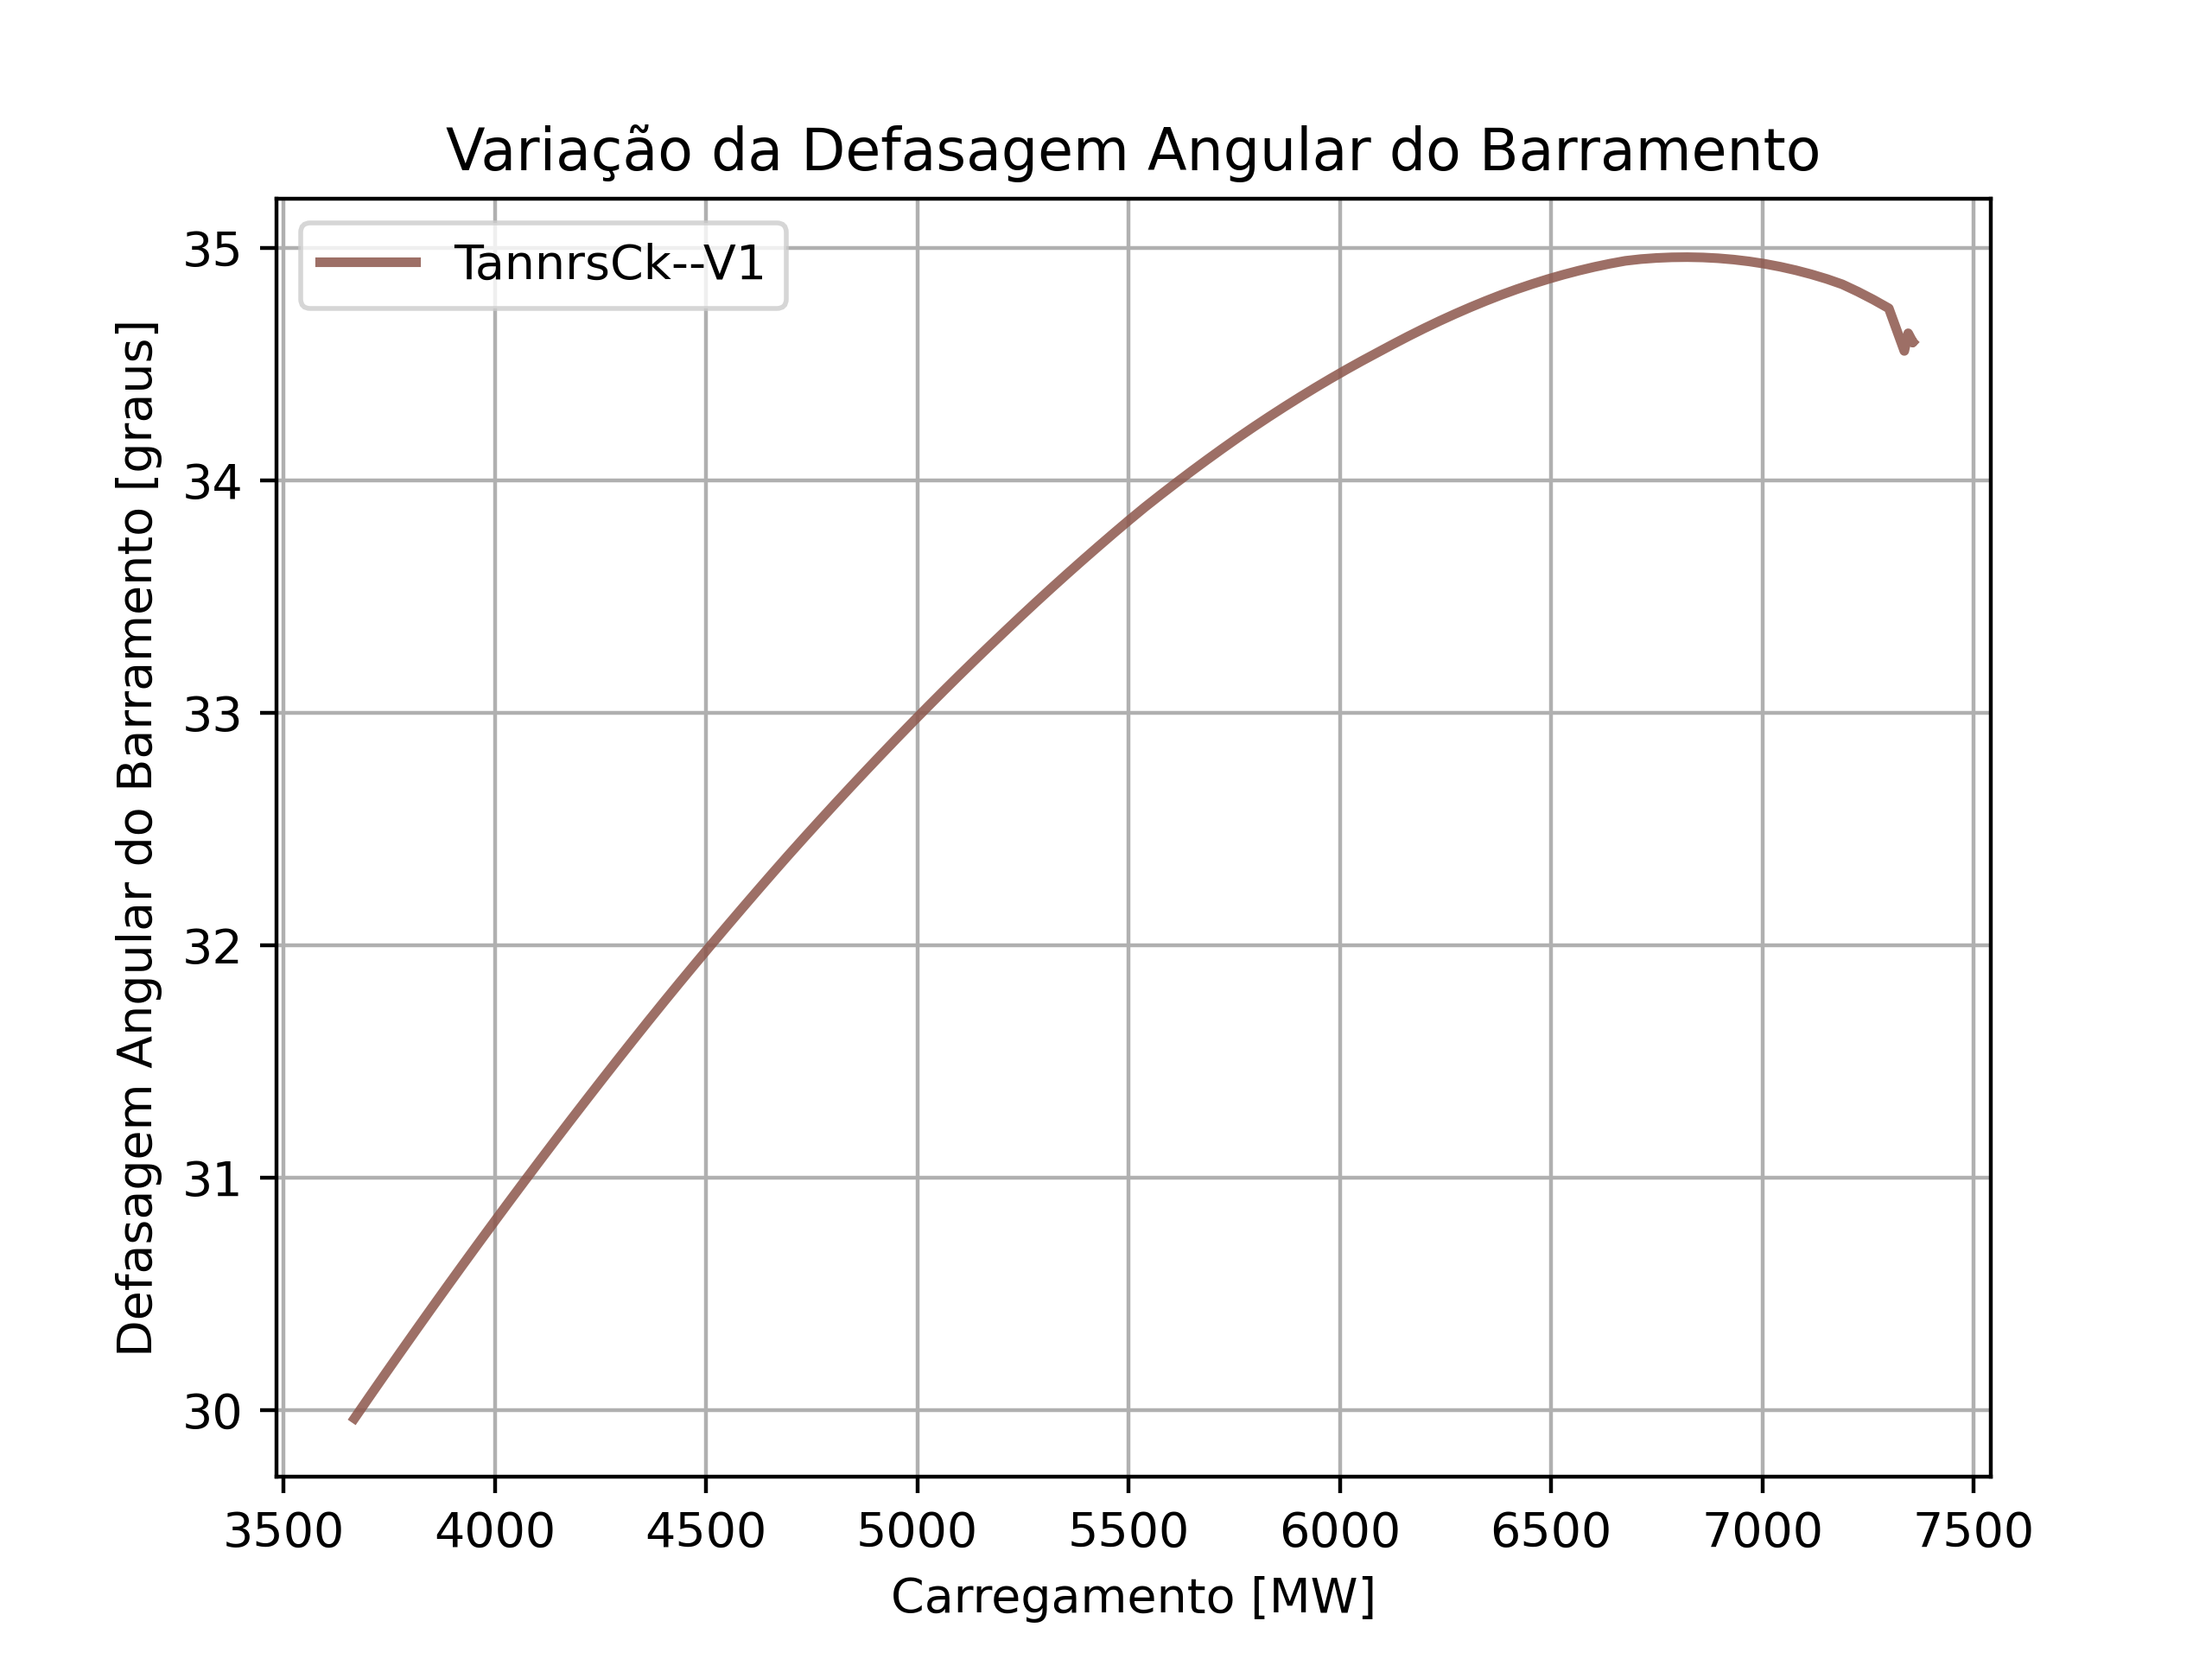 Variação da Defasagem Angular do Barramento
TannrsCk--V1
Defasagem Angular do Barramento [graus]
35
34
33
32
31
30
3500 4000 4500 5000 5500 6000 6500 7000 7500
Carregamento [MW]